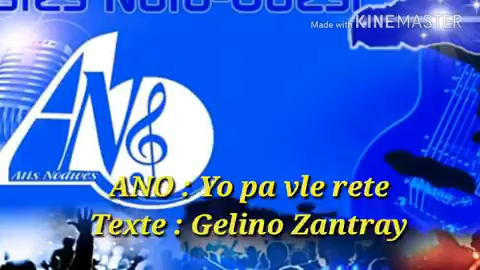 Made with KINEMASTER
ANO
Atis Nodwes
ANO : Yo pa vle rete
Texte : Gelino Zantray